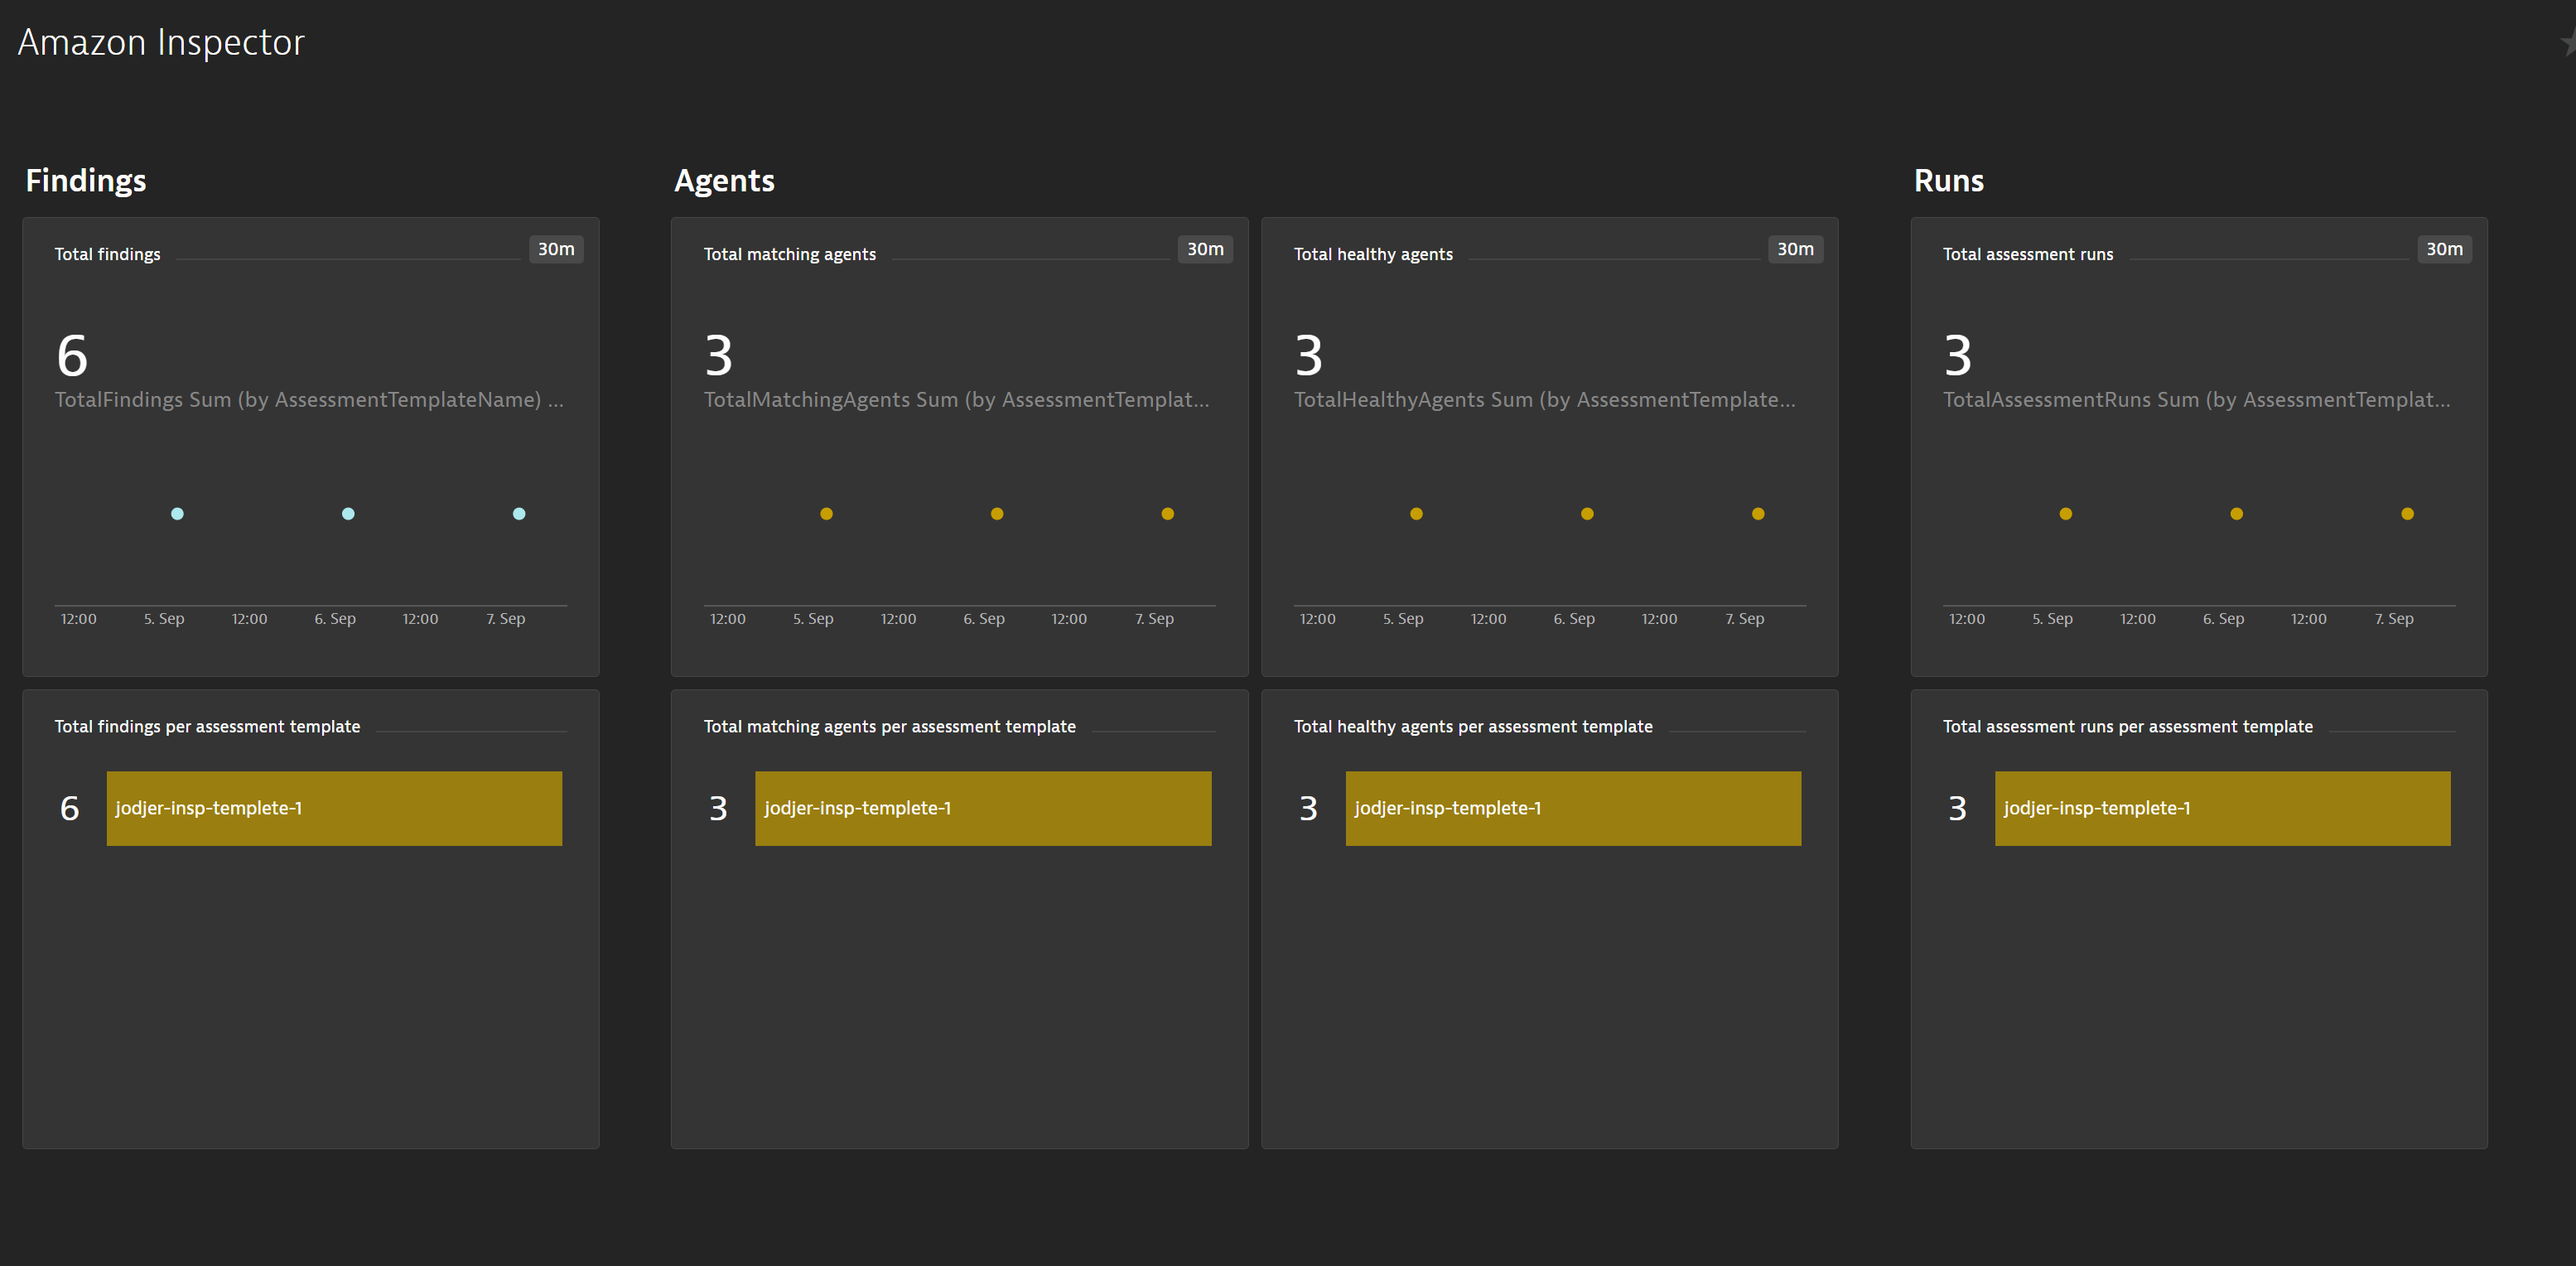 Amazon Inspector
Findings
Agents
Runs
Total findings
30m
6
TotalFindings Sum (by AssessmentTemplateName) ...
12:00 5. Sep 12:00 6. Sep 12:00 7. Sep
Total matching agents
30m
3
TotalMatchingAgents Sum (by AssessmentTemplat...
12:00 5. Sep 12:00 6. Sep 12:00 7. Sep
Total healthy agents
30m
3
TotalHealthyAgents Sum (by AssessmentTemplate...
12:00 5. Sep 12:00 6. Sep 12:00 7. Sep
Total assessment runs
30m
3
TotalAssessmentRuns Sum (by AssessmentTemplat...
12:00 5. Sep 12:00 6. Sep 12:00 7. Sep
Total findings per assessment template
6 jodjer-insp-templete-1
Total matching agents per assessment template
3 jodjer-insp-templete-1
Total healthy agents per assessment template
3 jodjer-insp-templete-1
Total assessment runs per assessment template
3 jodjer-insp-templete-1